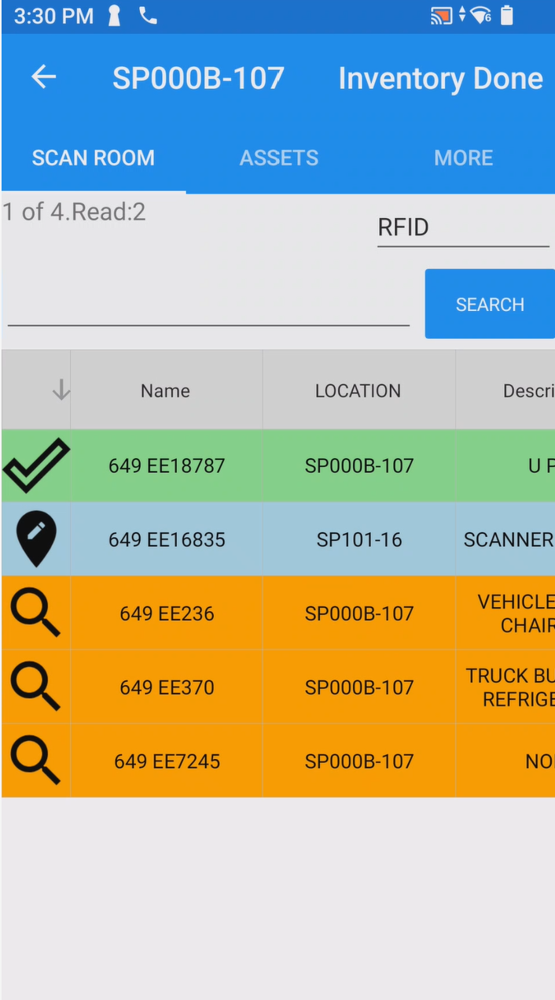 3:30 PM
6
SP000B-107 Inventory Done
SCAN ROOM ASSETS MORE
1 of 4.Read:2
RFID
SEARCH
Name LOCATION Descri
649 EE18787 SP000B-107 U P
649 EE16835 SP101-16 SCANNER
649 EE236 SP000B-107 VEHICLE
CHAIR
649 EE370 SP000B-107 TRUCK BU
REFRIGE
649 EE7245 SP000B-107 NO